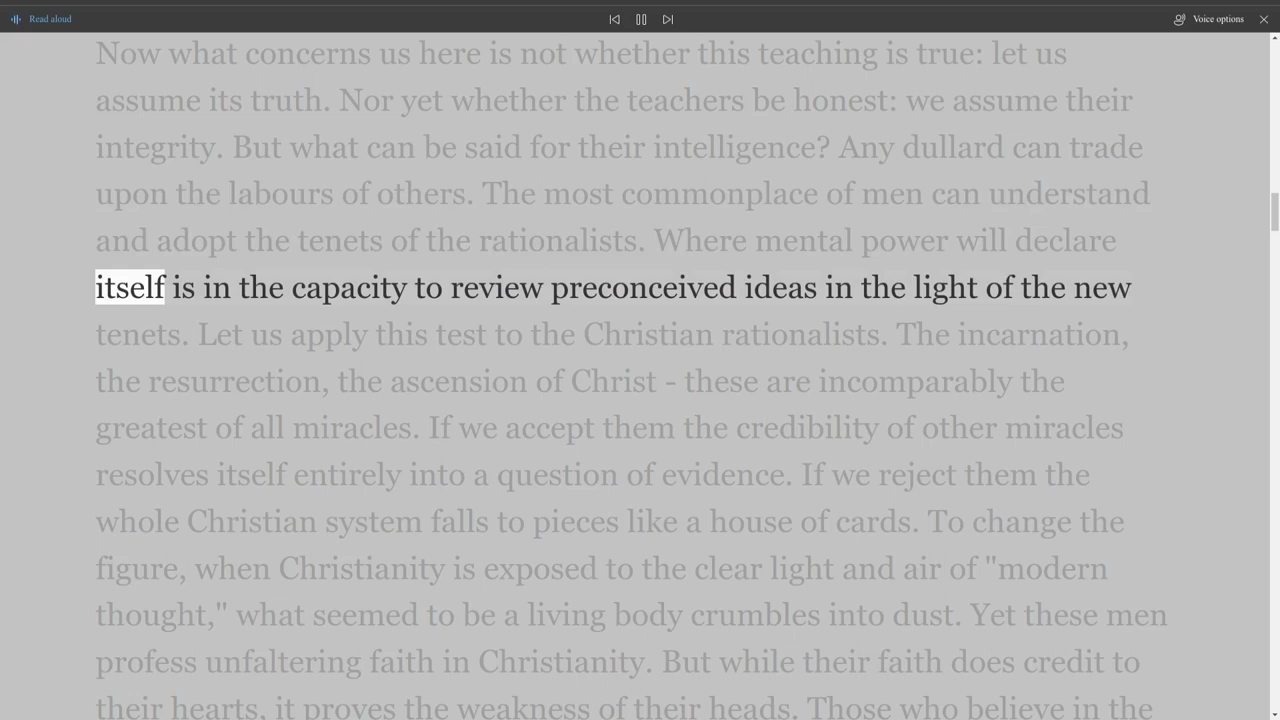 Read aloud
Voice options
Now what concerns us here is not whether this teaching is true: let us
assume its truth. Nor yet whether the teachers be honest: we assume their
integrity. But what can be said for their intelligence? Any dullard can trade
upon the labours of others. The most commonplace of men can understand
and adopt the tenets of the rationalists. Where mental power will declare
itself is in the capacity to review preconceived ideas in the light of the new
tenets. Let us apply this test to the Christian rationalists. The incarnation,
the resurrection, the ascension of Christ - these are incomparably the
greatest of all miracles. If we accept them the credibility of other miracles
resolves itself entirely into a question of evidence. If we reject them the
whole Christian system falls to pieces like a house of cards. To change the
figure, when Christianity is exposed to the clear light and air of "modern
thought," what seemed to be a living body crumbles into dust. Yet these men
profess unfaltering faith in Christianity. But while their faith does credit to
their hearts, it proves the weakness of their heads. Those who believe in the